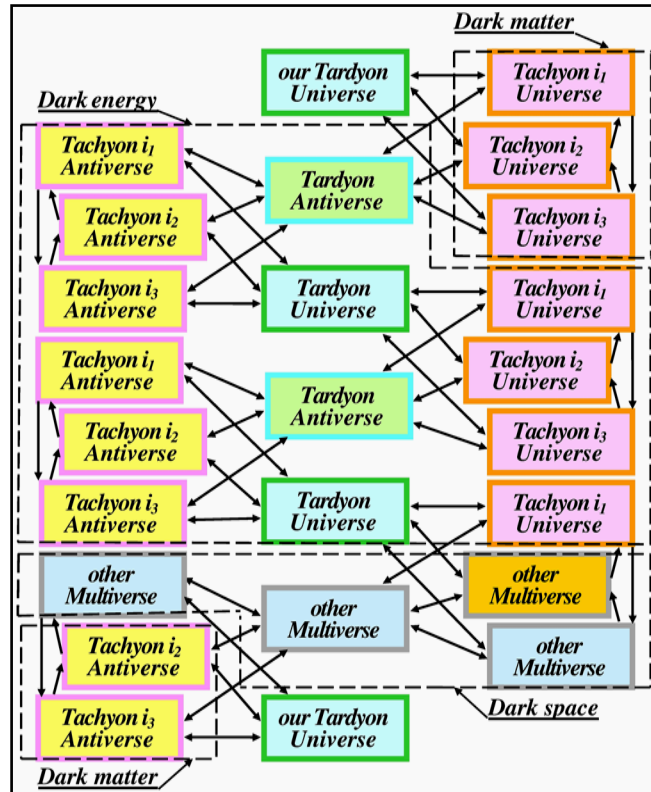 Dark matter
our Tardyon
Universe
Tachyon i1
Universe
Dark energy
Tachyon i1
Antiverse
Tachyon i2
Universe
Tardyon
Antiverse
Tachyon i2
Antiverse
Tachyon i3
Universe
Tachyon i3
Antiverse
Tardyon
Universe
Tachyon i1
Universe
Tachyon i1
Antiverse
Tachyon i2
Universe
Tardyon
Antiverse
Tachyon i2
Antiverse
Tachyon i3
Universe
Tachyon i3
Antiverse
Tardyon
Universe
Tachyon i1
Universe
other
Multiverse
other
Multiverse
other
Multiverse
Tachyon i2
Antiverse
other
Multiverse
Tachyon i3
Antiverse
our Tardyon
Universe
Dark space
Dark matter